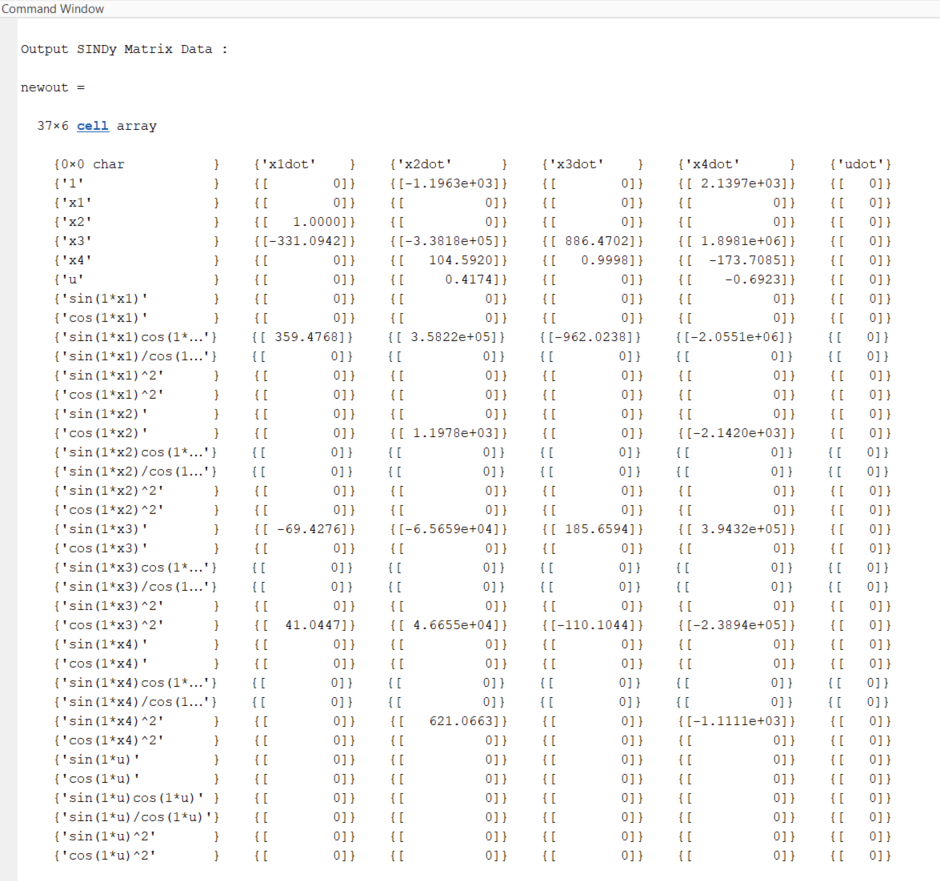 Command Window
Output SINDy Matrix Data :
newout =
37×6 cell array
{0×0 char } {'x1dot' } {'x2dot' } {'x3dot' } {'x4dot' } {'udot'}
{'1' } {[ 0]} {[-1.1963e+03]} {[ 0]} {[ 2.1397e+03]} {[ 0]}
{'x1' } {[ 0]} {[ 0]} {[ 0]} {[ 0]} {[ 0]}
{'x2' } {[ 1.0000]} {[ 0]} {[ 0]} {[ 0]} {[ 0]}
{'x3' } {[-331.0942]} {[-3.3818e+05]} {[ 886.4702]} {[ 1.8981e+06]} {[ 0]}
{'x4' } {[ 0]} {[ 104.5920]} {[ 0.9998]} {[ -173.7085]} {[ 0]}
{'u' } {[ 0]} {[ 0.4174]} {[ 0]} {[ -0.6923]} {[ 0]}
{'sin(1*x1)' } {[ 0]} {[ 0]} {[ 0]} {[ 0]} {[ 0]}
{'cos(1*x1)' } {[ 0]} {[ 0]} {[ 0]} {[ 0]} {[ 0]}
{'sin(1*x1)cos(1*…'} {[ 359.4768]} {[ 3.5822e+05]} {[-962.0238]} {[-2.0551e+06]} {[ 0]}
{'sin(1*x1)/cos(1…'} {[ 0]} {[ 0]} {[ 0]} {[ 0]} {[ 0]}
{'sin(1*x1)^2' } {[ 0]} {[ 0]} {[ 0]} {[ 0]} {[ 0]}
{'cos(1*x1)^2' } {[ 0]} {[ 0]} {[ 0]} {[ 0]} {[ 0]}
{'sin(1*x2)' } {[ 0]} {[ 0]} {[ 0]} {[ 0]} {[ 0]}
{'cos(1*x2)' } {[ 0]} {[ 1.1978e+03]} {[ 0]} {[-2.1420e+03]} {[ 0]}
{'sin(1*x2)cos(1*…'} {[ 0]} {[ 0]} {[ 0]} {[ 0]} {[ 0]}
{'sin(1*x2)/cos(1…'} {[ 0]} {[ 0]} {[ 0]} {[ 0]} {[ 0]}
{'sin(1*x2)^2' } {[ 0]} {[ 0]} {[ 0]} {[ 0]} {[ 0]}
{'cos(1*x2)^2' } {[ 0]} {[ 0]} {[ 0]} {[ 0]} {[ 0]}
{'sin(1*x3)' } {[ -69.4276]} {[-6.5659e+04]} {[ 185.6594]} {[ 3.9432e+05]} {[ 0]}
{'cos(1*x3)' } {[ 0]} {[ 0]} {[ 0]} {[ 0]} {[ 0]}
{'sin(1*x3)cos(1*…'} {[ 0]} {[ 0]} {[ 0]} {[ 0]} {[ 0]}
{'sin(1*x3)/cos(1…'} {[ 0]} {[ 0]} {[ 0]} {[ 0]} {[ 0]}
{'sin(1*x3)^2' } {[ 0]} {[ 0]} {[ 0]} {[ 0]} {[ 0]}
{'cos(1*x3)^2' } {[ 41.0447]} {[ 4.6655e+04]} {[-110.1044]} {[-2.3894e+05]} {[ 0]}
{'sin(1*x4)' } {[ 0]} {[ 0]} {[ 0]} {[ 0]} {[ 0]}
{'cos(1*x4)' } {[ 0]} {[ 0]} {[ 0]} {[ 0]} {[ 0]}
{'sin(1*x4)cos(1*…'} {[ 0]} {[ 0]} {[ 0]} {[ 0]} {[ 0]}
{'sin(1*x4)/cos(1…'} {[ 0]} {[ 0]} {[ 0]} {[ 0]} {[ 0]}
{'sin(1*x4)^2' } {[ 0]} {[ 621.0663]} {[ 0]} {[-1.1111e+03]} {[ 0]}
{'cos(1*x4)^2' } {[ 0]} {[ 0]} {[ 0]} {[ 0]} {[ 0]}
{'sin(1*u)' } {[ 0]} {[ 0]} {[ 0]} {[ 0]} {[ 0]}
{'cos(1*u)' } {[ 0]} {[ 0]} {[ 0]} {[ 0]} {[ 0]}
{'sin(1*u)cos(1*u)' } {[ 0]} {[ 0]} {[ 0]} {[ 0]} {[ 0]}
{'sin(1*u)/cos(1*u)'} {[ 0]} {[ 0]} {[ 0]} {[ 0]} {[ 0]}
{'sin(1*u)^2' } {[ 0]} {[ 0]} {[ 0]} {[ 0]} {[ 0]}
{'cos(1*u)^2' } {[ 0]} {[ 0]} {[ 0]} {[ 0]} {[ 0]}